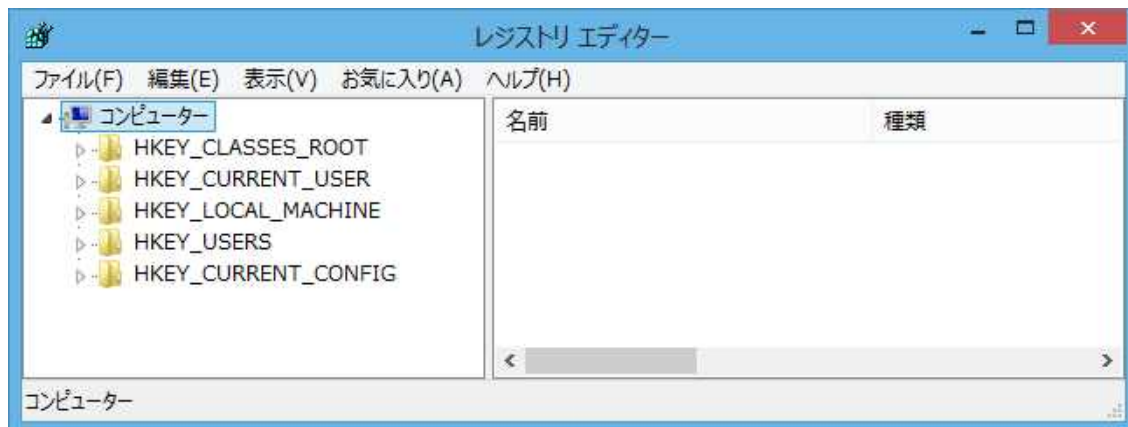 レジストリ エディター
ファイル(F) 編集(E) 表示(V) お気に入り(A) ヘルプ(H)
コンピューター
HKEY_CLASSES_ROOT
HKEY_CURRENT_USER
HKEY_LOCAL_MACHINE
HKEY_USERS
HKEY_CURRENT_CONFIG
名前 種類
コンピューター